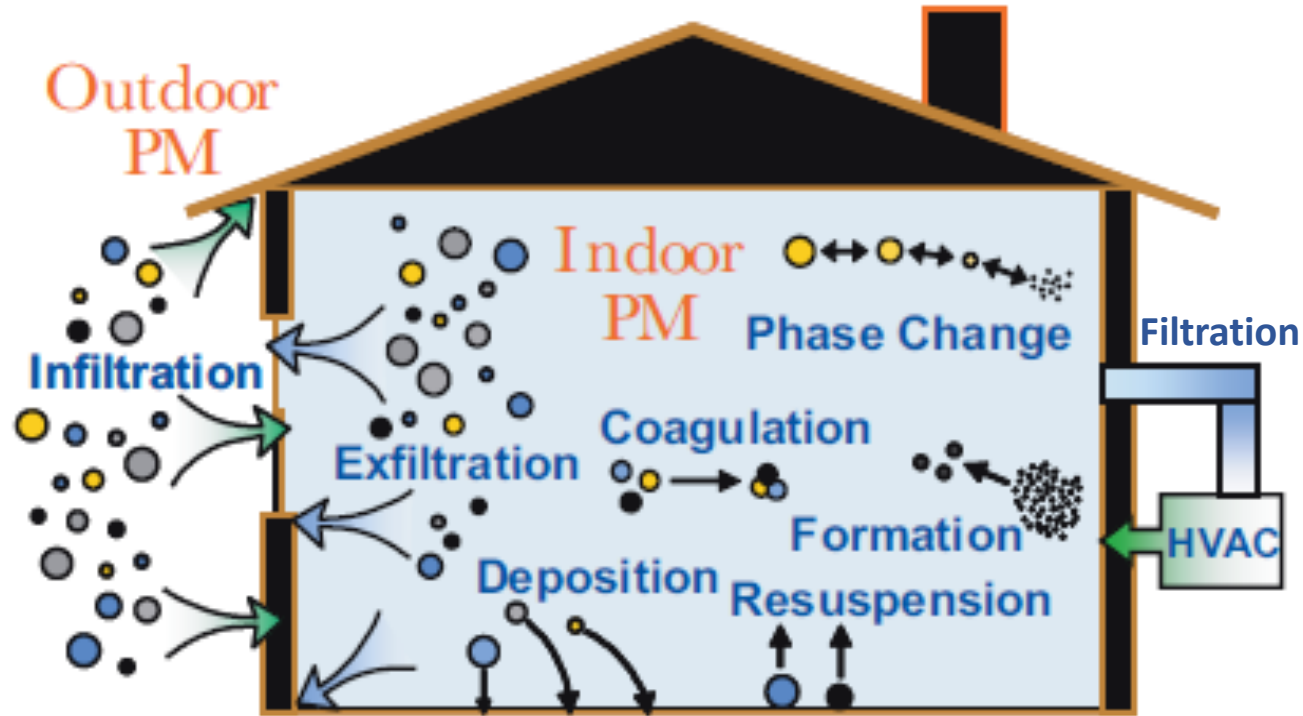 Outdoor
PM
Indoor
PM
Phase Change
Filtration
Infiltration
Coagulation
Exfiltration
Formation
HVAC
Deposition
Resuspension